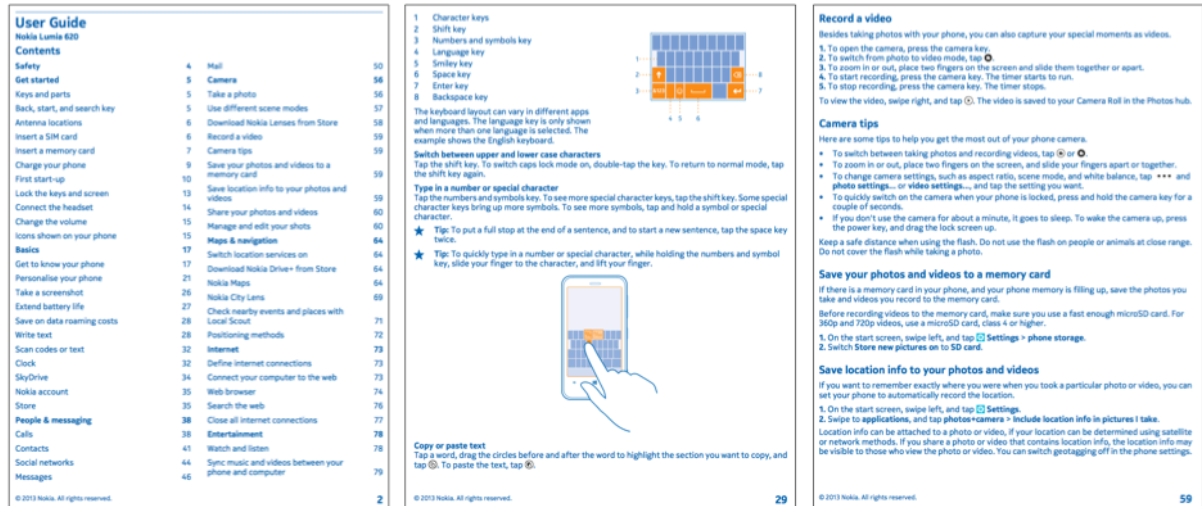 User Guide
Nokia Lumia 620
Contents
Safety 4
Get started 5
Keys and parts 5
Back, start, and search key 5
Antenna locations 6
Insert a SIM card 6
Insert a memory card 7
Charge your phone 9
First start-up 10
Lock the keys and screen 13
Connect the headset 14
Change the volume 15
Icons shown on your phone 15
Basics 17
Get to know your phone 17
Personalise your phone 21
Take a screenshot 26
Extend battery life 27
Save on data roaming costs 28
Write text 28
Scan codes or text 32
Clock 32
SkyDrive 34
Nokia account 35
Store 35
People & messaging 38
Calls 38
Contacts 41
Social networks 44
Messages 46
Mail 50
Camera 56
Take a photo 56
Use different scene modes 57
Download Nokia Lenses from Store 58
Record a video 59
Camera tips 59
Save your photos and videos to a
memory card 59
Save location info to your photos and
videos 59
Share your photos and videos 60
Manage and edit your shots 60
Maps & navigation 64
Switch location services on 64
Download Nokia Drive+ from Store 64
Nokia Maps 64
Nokia City Lens 69
Check nearby events and places with
Local Scout 71
Positioning methods 72
Internet 73
Define internet connections 73
Connect your computer to the web 73
Web browser 74
Search the web 76
Close all internet connections 77
Entertainment 78
Watch and listen 78
Sync music and videos between your
phone and computer 79
© 2013 Nokia. All rights reserved. 2
1 Character keys
2 Shift key
3 Numbers and symbols key
4 Language key
5 Smiley key
6 Space key
7 Enter key
8 Backspace key
1
2
3
4 5 6
7
8
The keyboard layout can vary in different apps
and languages. The language key is only shown
when more than one language is selected. The
example shows the English keyboard.
Switch between upper and lower case characters
Tap the shift key. To switch caps lock mode on, double-tap the key. To return to normal mode, tap
the shift key again.
Type in a number or special character
Tap the numbers and symbols key. To see more special character keys, tap the shift key. Some special
character keys bring up more symbols. To see more symbols, tap and hold a symbol or special
character.
Tip: To put a full stop at the end of a sentence, and to start a new sentence, tap the space key
twice.
Tip: To quickly type in a number or special character, while holding the numbers and symbol
key, slide your finger to the character, and lift your finger.
Copy or paste text
Tap a word, drag the circles before and after the word to highlight the section you want to copy, and
tap. To paste the text, tap.
© 2013 Nokia. All rights reserved. 29
Record a video
Besides taking photos with your phone, you can also capture your special moments as videos.
1. To open the camera, press the camera key.
2. To switch from photo to video mode, tap.
3. To zoom in or out, place two fingers on the screen and slide them together or apart.
4. To start recording, press the camera key. The timer starts to run.
5. To stop recording, press the camera key. The timer stops.
To view the video, swipe right, and tap. The video is saved to your Camera Roll in the Photos hub.
Camera tips
Here are some tips to help you get the most out of your phone camera.
• To switch between taking photos and recording videos, tap or.
• To zoom in or out, place two fingers on the screen, and slide your fingers apart or together.
• To change camera settings, such as aspect ratio, scene mode, and white balance, tap ••• and
photo settings... or video settings..., and tap the setting you want.
• To quickly switch on the camera when your phone is locked, press and hold the camera key for a
couple of seconds.
• If you don't use the camera for about a minute, it goes to sleep. To wake the camera up, press
the power key, and drag the lock screen up.
Keep a safe distance when using the flash. Do not use the flash on people or animals at close range.
Do not cover the flash while taking a photo.
Save your photos and videos to a memory card
If there is a memory card in your phone, and your phone memory is filling up, save the photos you
take and videos you record to the memory card.
Before recording videos to the memory card, make sure you use a fast enough microSD card. For
360p and 720p videos, use a microSD card, class 4 or higher.
1. On the start screen, swipe left, and tap Settings > phone storage.
2. Switch Store new pictures on to SD card.
Save location info to your photos and videos
If you want to remember exactly where you were when you took a particular photo or video, you can
set your phone to automatically record the location.
1. On the start screen, swipe left, and tap Settings.
2. Swipe to applications, and tap photos+camera > Include location info in pictures I take.
Location info can be attached to a photo or video, if your location can be determined using satellite
or network methods. If you share a photo or video that contains location info, the location info may
be visible to those who view the photo or video. You can switch geotagging off in the phone settings.
© 2013 Nokia. All rights reserved. 59